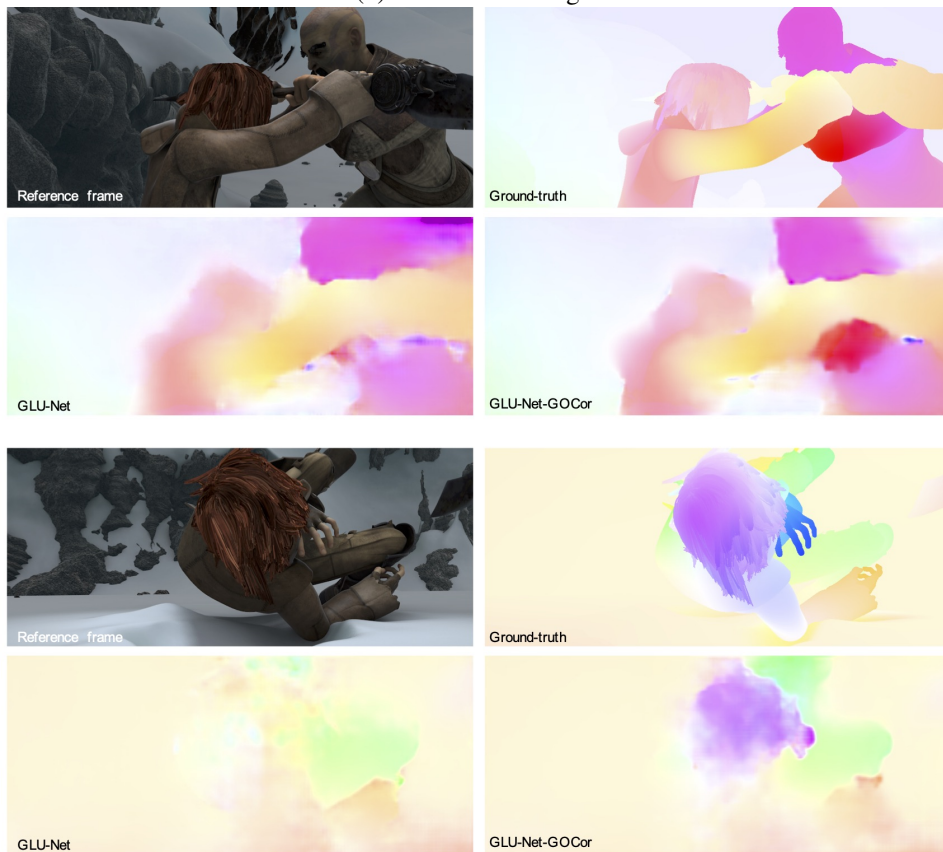 Reference frame
Ground-truth
GLU-Net
GLU-Net-GOCor
Reference frame
Ground-truth
GLU-Net
GLU-Net-GOCor